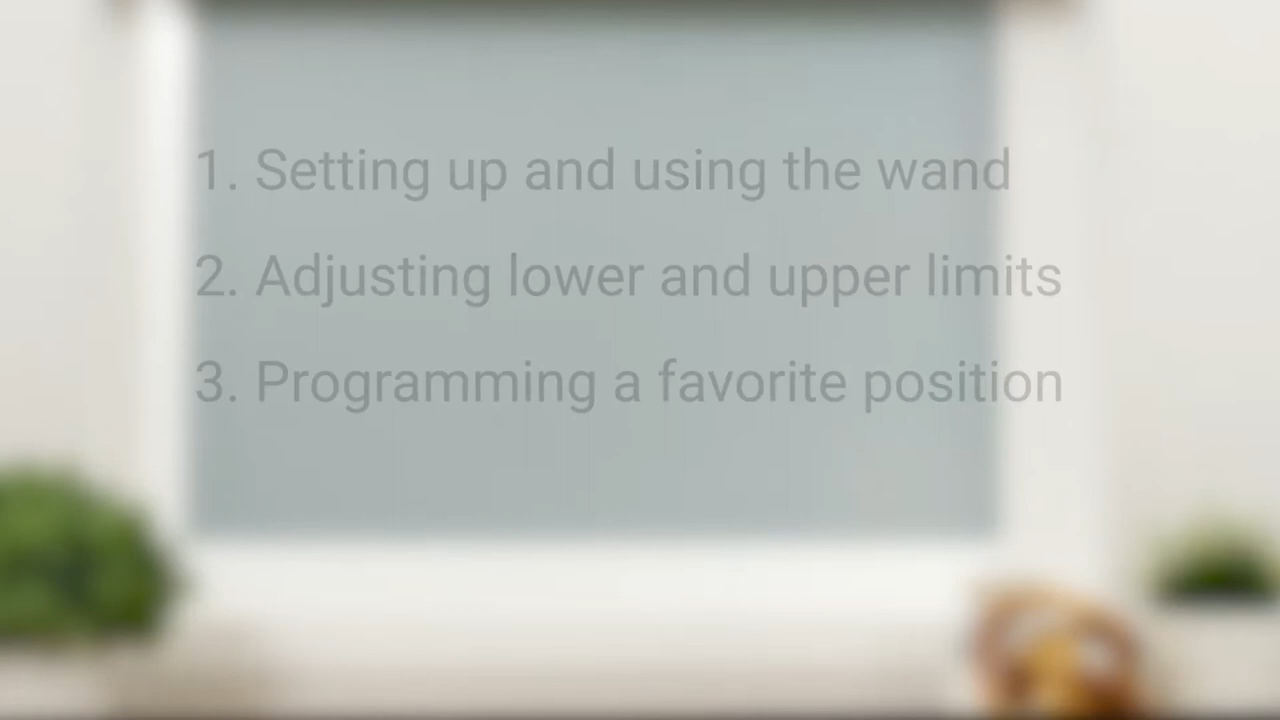 1. Setting up and using the wand
2. Adjusting lower and upper limits
3. Programming a favorite position